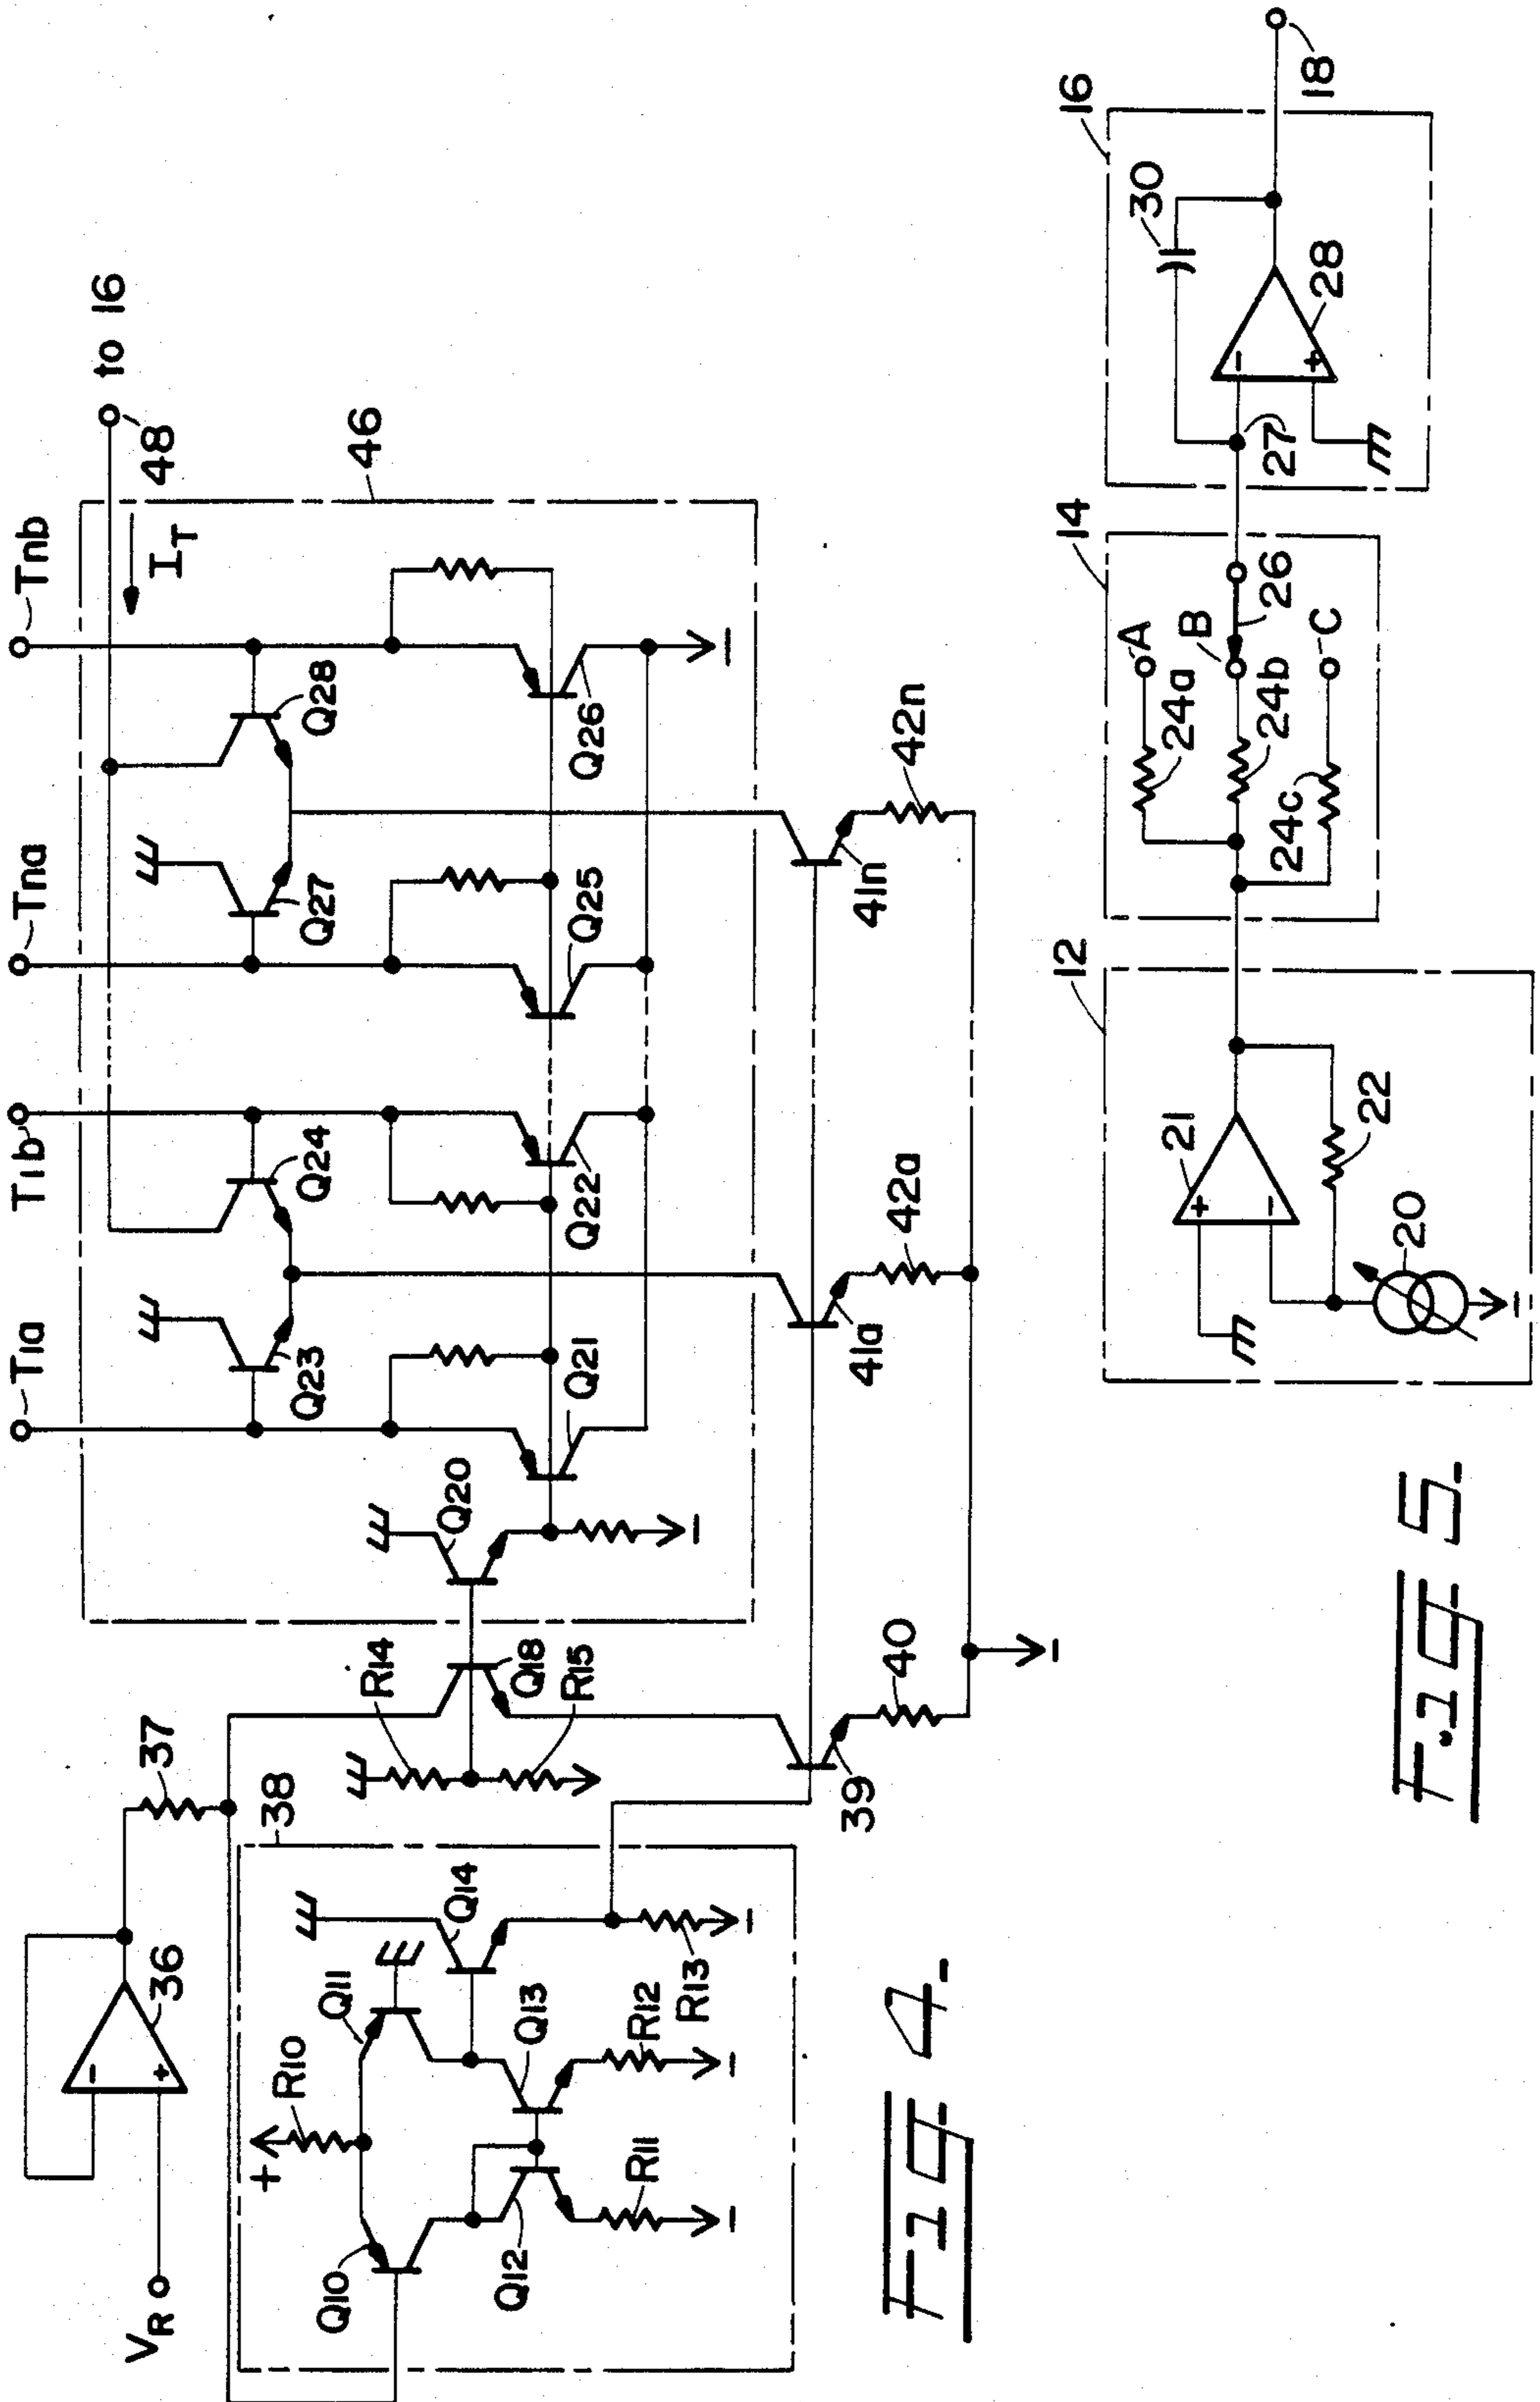 VR
36
37
38
+
-
R10
Q10
Q11
Q12
Q13
Q14
R11
R12
R13
R14
R15
Q18
39
40
Q20
T1a
T1b
Tna
Tnb
Q23
Q24
Q27
Q28
Q21
Q22
Q25
Q26
IT
48
to 16
46
41a
42a
41n
42n
Fig 4
12
21
+
-
22
20
14
24a
24b
24c
A
B
C
26
16
27
28
-
+
30
18
Fig 5